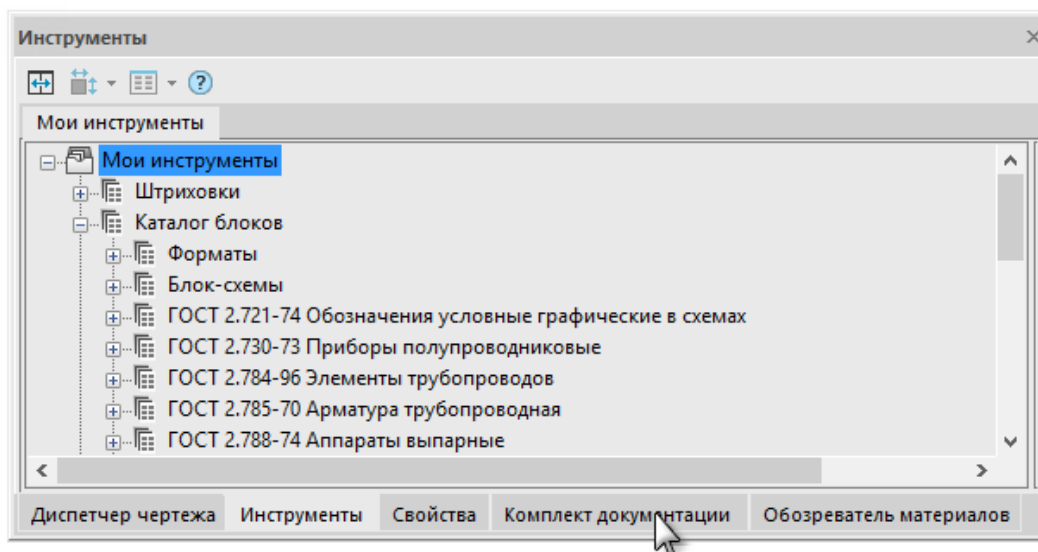 Инструменты
Мои инструменты
Мои инструменты
Штриховки
Каталог блоков
Форматы
Блок-схемы
ГОСТ 2.721-74 Обозначения условные графические в схемах
ГОСТ 2.730-73 Приборы полупроводниковые
ГОСТ 2.784-96 Элементы трубопроводов
ГОСТ 2.785-70 Арматура трубопроводная
ГОСТ 2.788-74 Аппараты выпарные
Диспетчер чертежа Инструменты Свойства Комплект документации Обозреватель материалов